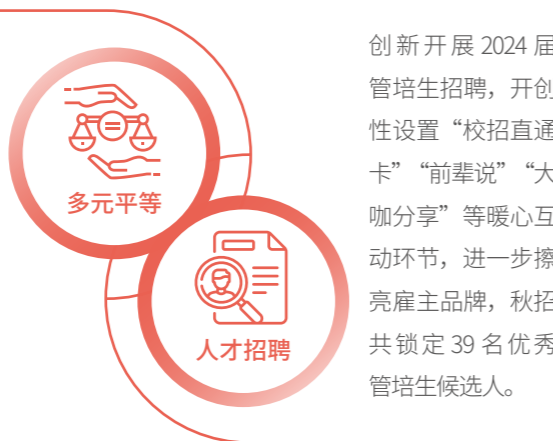 多元平等
人才招聘
创新开展 2024 届
管培生招聘，开创
性设置“校招直通
卡”“前辈说”“大
咖分享”等暖心互
动环节，进一步擦
亮雇主品牌，秋招
共锁定 39 名优秀
管培生候选人。